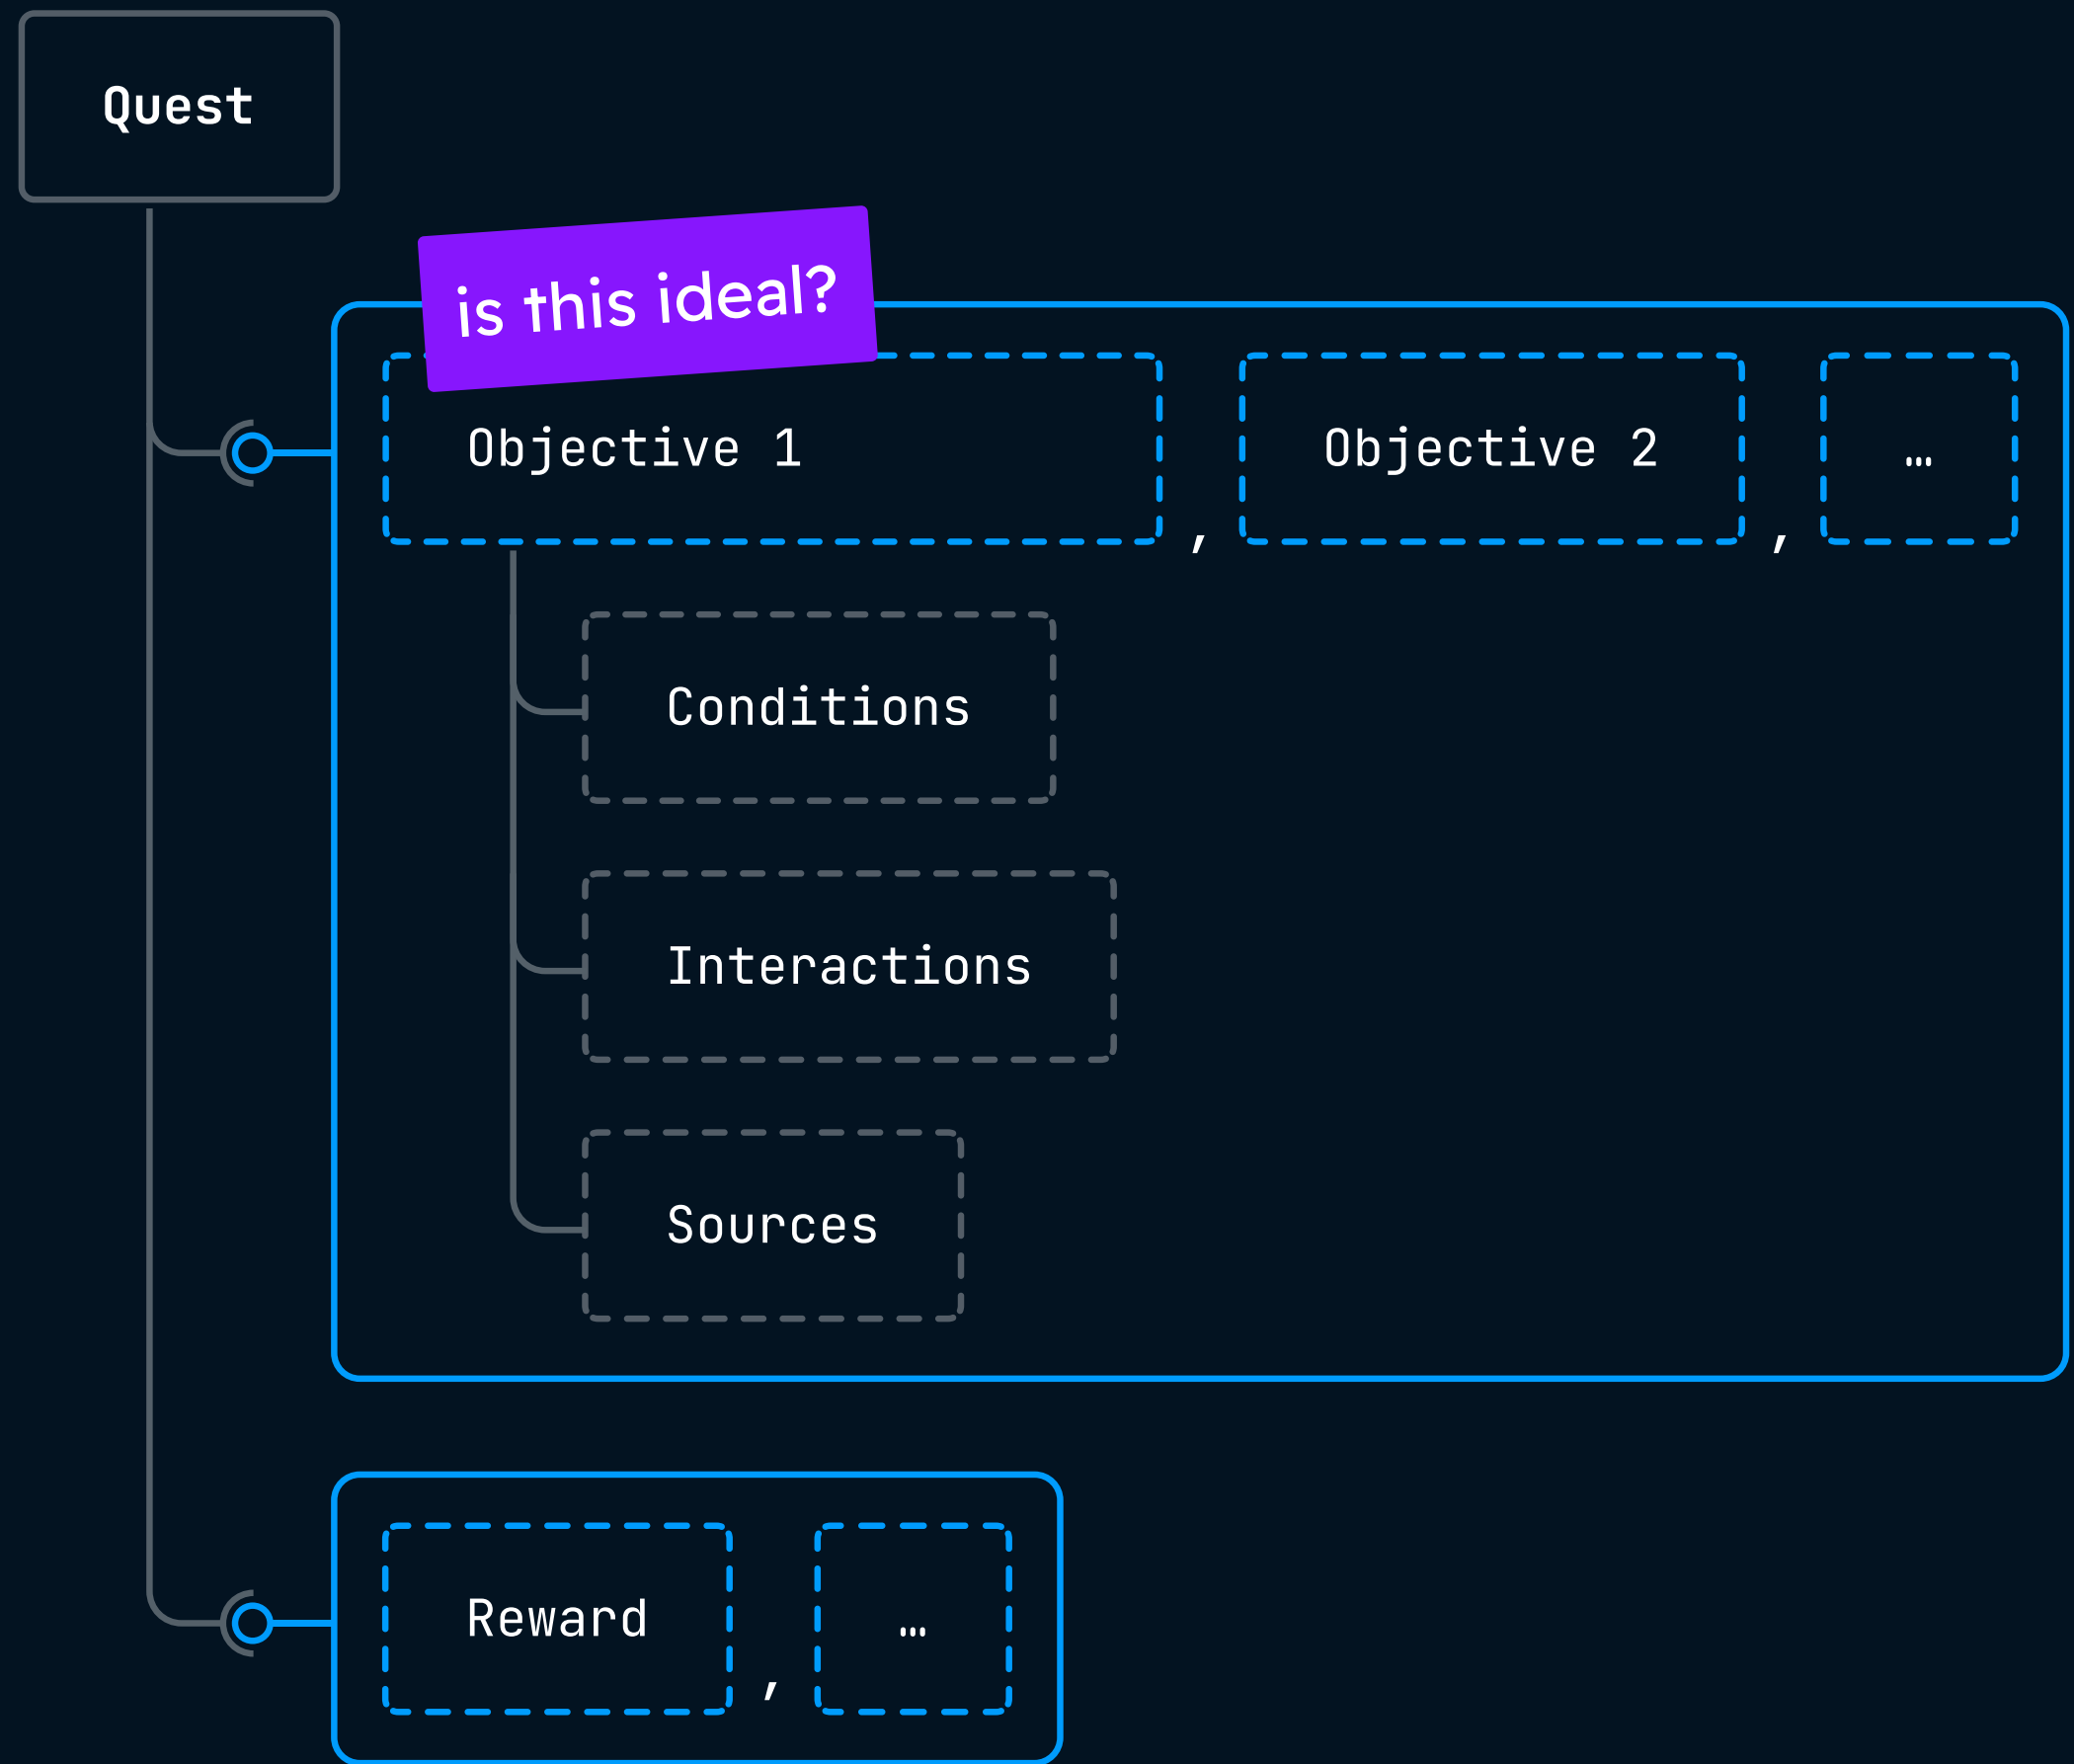 Quest
is this ideal?
Objective 1 , Objective 2 , …
Conditions
Interactions
Sources
Reward , …